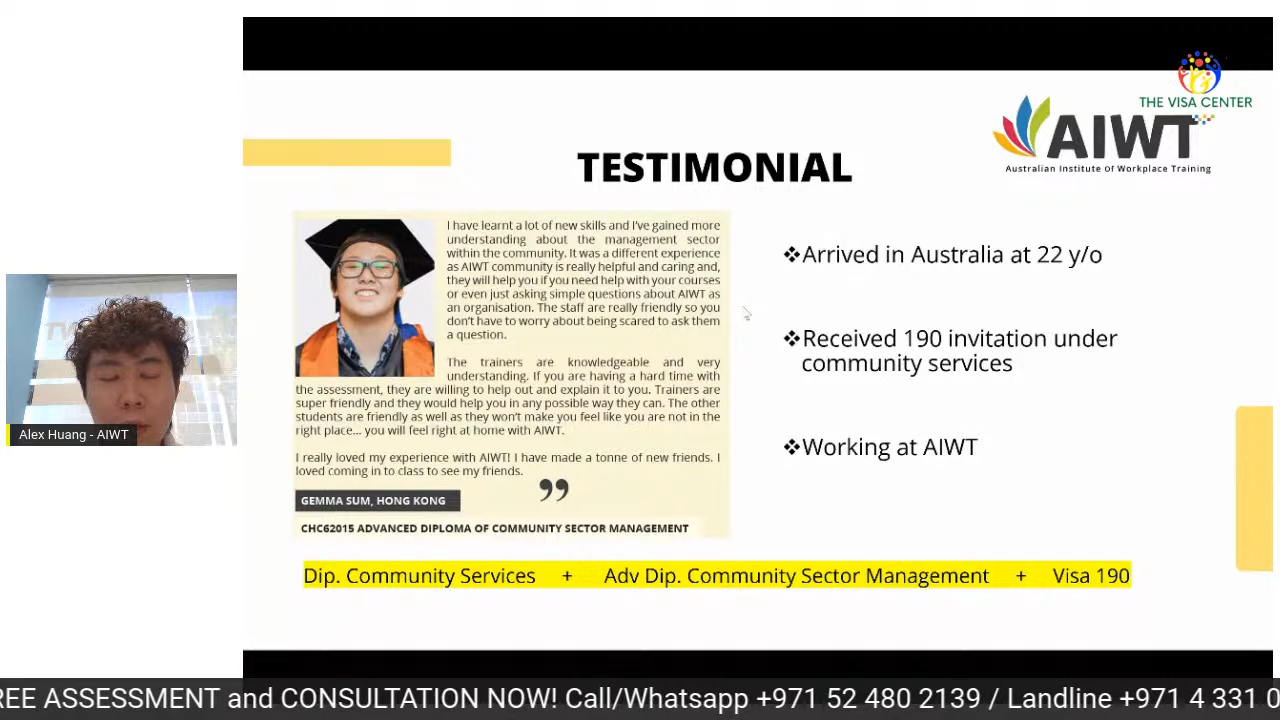 THE VISA CENTER
AIWT
Australian Institute of Workplace Training
TESTIMONIAL
I have learnt a lot of new skills and I've gained more
understanding about the management sector
within the community. It was a different experience
as AIWT community is really helpful and caring and,
they will help you if you need help with your courses
or even just asking simple questions about AIWT as
an organisation. The staff are really friendly so you
don't have to worry about being scared to ask them
a question.
The trainers are knowledgeable and very
understanding. If you are having a hard time with
the assessment, they are willing to help out and explain it to you. Trainers are
super friendly and they would help you in any possible way they can. The other
students are friendly as well as they won't make you feel like you are not in the
right place... you will feel right at home with AIWT.
I really loved my experience with AIWT! I have made a tonne of new friends. I
loved coming in to class to see my friends.
”
GEMMA SUM, HONG KONG
CHC62015 ADVANCED DIPLOMA OF COMMUNITY SECTOR MANAGEMENT
❖Arrived in Australia at 22 y/o
❖Received 190 invitation under
community services
❖Working at AIWT
Dip. Community Services + Adv Dip. Community Sector Management + Visa 190
Alex Huang - AIWT
REE ASSESSMENT and CONSULTATION NOW! Call/Whatsapp +971 52 480 2139 / Landline +971 4 331 0